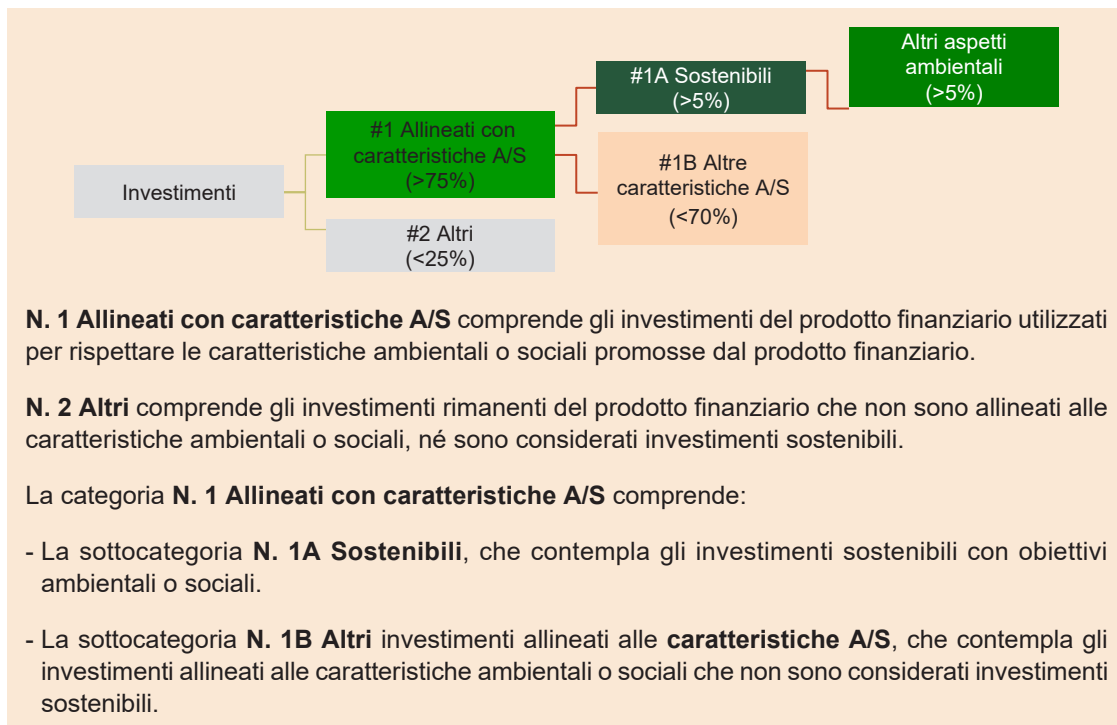 Investimenti
#1 Allineati con
caratteristiche A/S
(>75%)
#2 Altri
(<25%)
#1A Sostenibili
(>5%)
#1B Altre
caratteristiche A/S
(<70%)
Altri aspetti
ambientali
(>5%)
N. 1 Allineati con caratteristiche A/S comprende gli investimenti del prodotto finanziario utilizzati
per rispettare le caratteristiche ambientali o sociali promosse dal prodotto finanziario.
N. 2 Altri comprende gli investimenti rimanenti del prodotto finanziario che non sono allineati alle
caratteristiche ambientali o sociali, né sono considerati investimenti sostenibili.
La categoria N. 1 Allineati con caratteristiche A/S comprende:
- La sottocategoria N. 1A Sostenibili, che contempla gli investimenti sostenibili con obiettivi
ambientali o sociali.
- La sottocategoria N. 1B Altri investimenti allineati alle caratteristiche A/S, che contempla gli
investimenti allineati alle caratteristiche ambientali o sociali che non sono considerati investimenti
sostenibili.